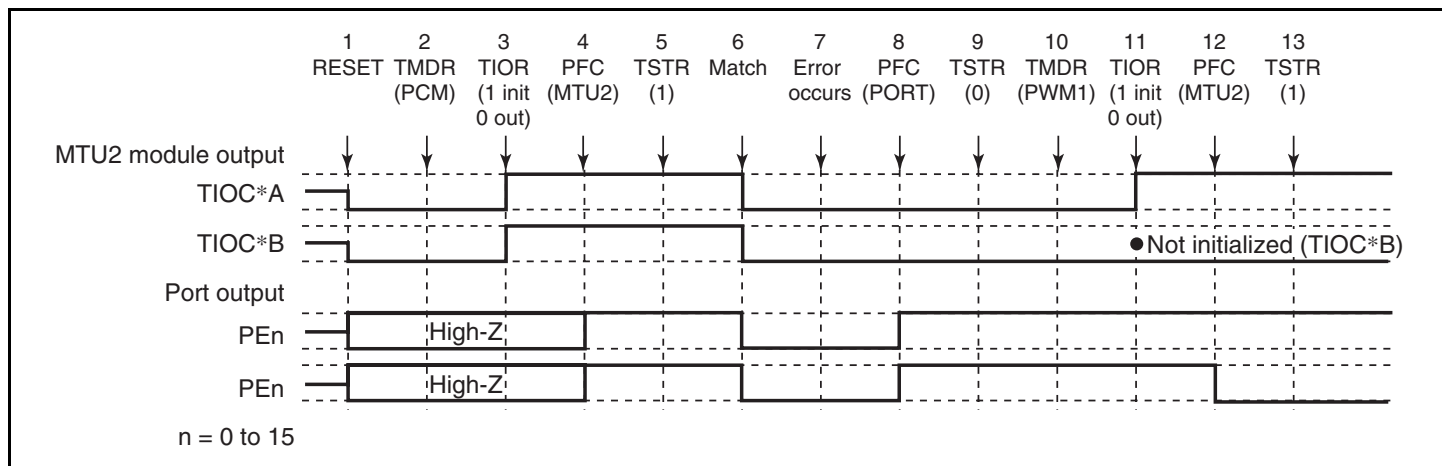 1 2 3 4 5 6 7 8 9 10 11 12 13
RESET TMDR TIOR PFC TSTR Match Error PFC TSTR TMDR TIOR PFC TSTR
(PCM) (1 init (MTU2) (1) occurs (PORT) (0) (PWM1) (1 init (MTU2) (1)
0 out) 0 out)
MTU2 module output
TIOC*A
TIOC*B
●Not initialized (TIOC*B)
Port output
PEn
High-Z
PEn
High-Z
n = 0 to 15